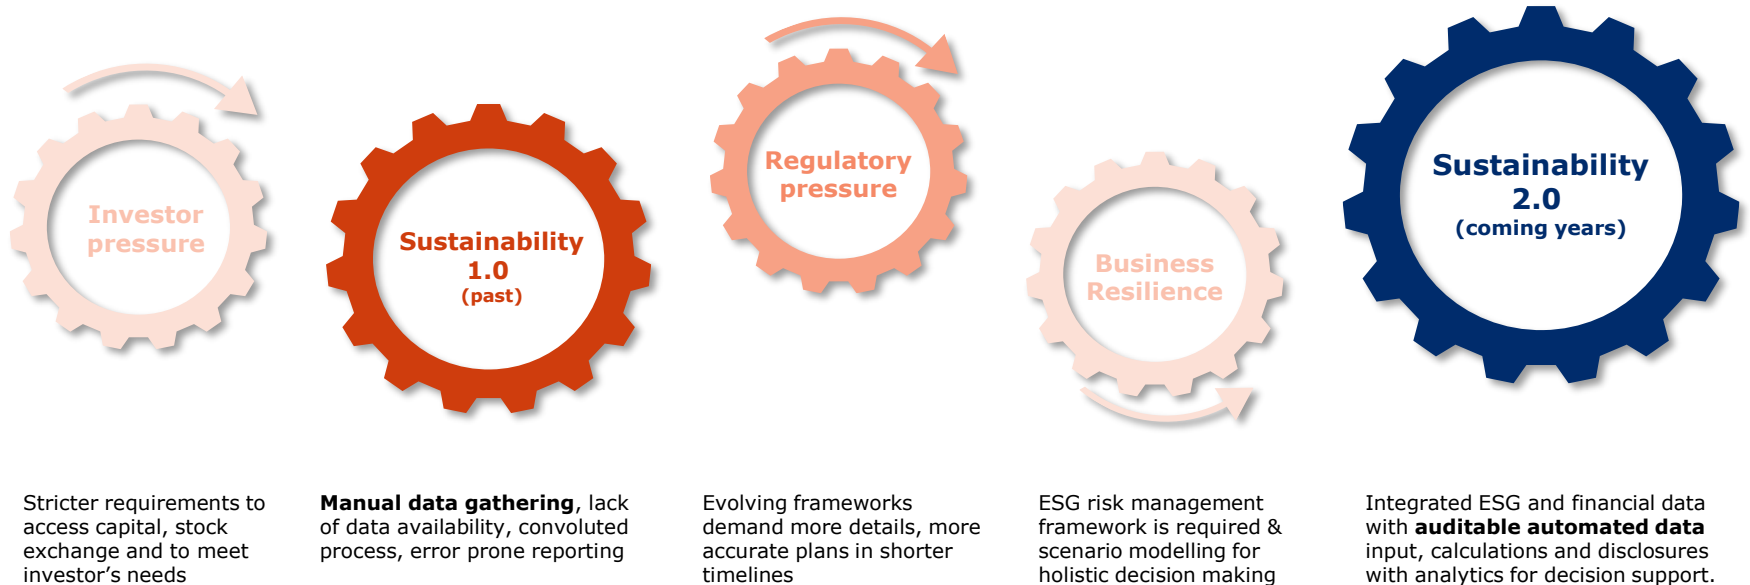 Investor
pressure
Sustainability
1.0
(past)
Regulatory
pressure
Business
Resilience
Sustainability
2.0
(coming years)
Stricter requirements to
access capital, stock
exchange and to meet
investor’s needs
Manual data gathering, lack
of data availability, convoluted
process, error prone reporting
Evolving frameworks
demand more details, more
accurate plans in shorter
timelines
ESG risk management
framework is required &
scenario modelling for
holistic decision making
Integrated ESG and financial data
with auditable automated data
input, calculations and disclosures
with analytics for decision support.